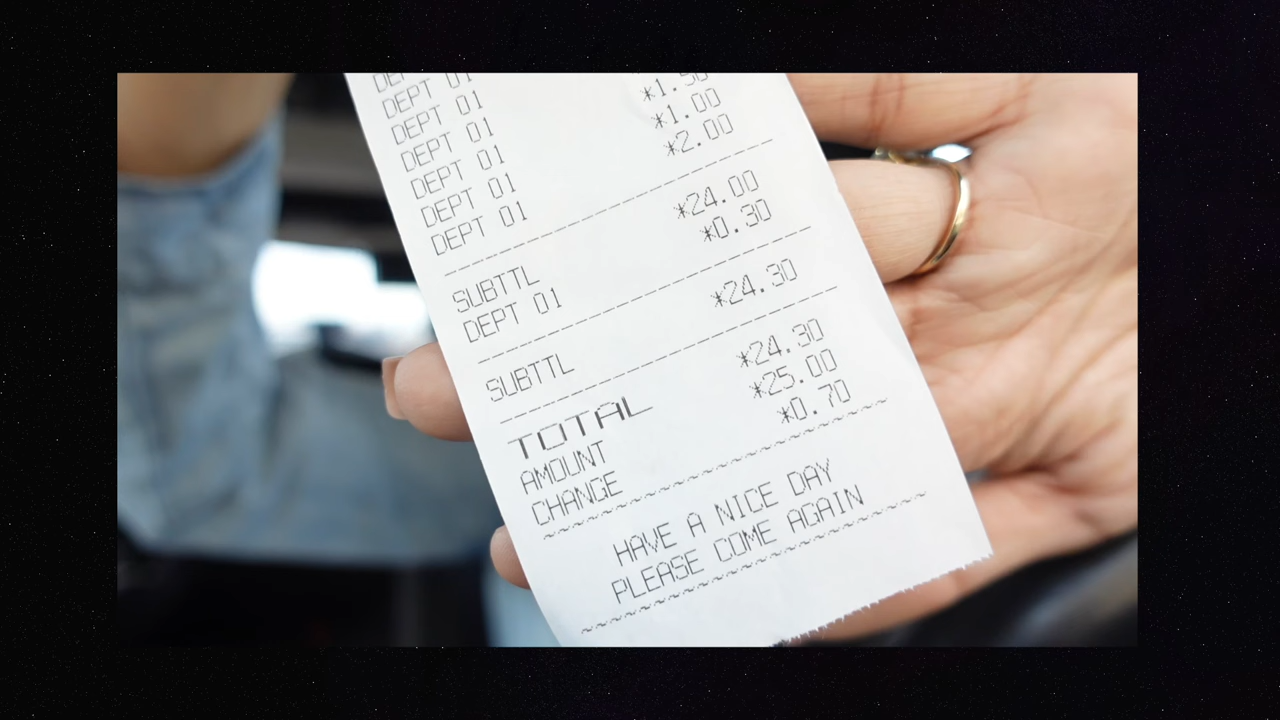 DEPT 01
DEPT 01
DEPT 01
DEPT 01 *1.50
DEPT 01 *1.00
DEPT 01 *2.00
SUBTTL *24.00
DEPT 01 *0.30
SUBTTL *24.30
TOTAL *24.30
AMOUNT *25.00
CHANGE *0.70
HAVE A NICE DAY
PLEASE COME AGAIN